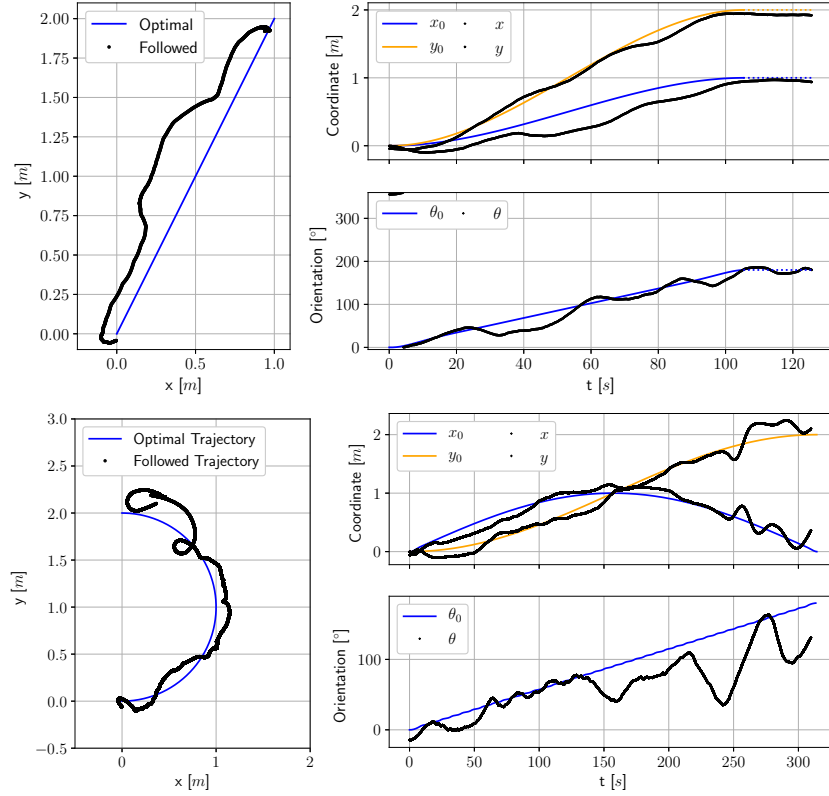 2.00
1.75
1.50
1.25
1.00
0.75
0.50
0.25
0.00
y [m]
Optimal
Followed
0.0
0.5
1.0
x [m]
2
1
0
Coordinate [m]
x₀ x
y₀ y
300
200
100
0
Orientation [°]
θ₀ θ
0
20
40
60
80
100
120
t [s]
3.0
2.5
2.0
1.5
1.0
0.5
0.0
−0.5
y [m]
Optimal Trajectory
Followed Trajectory
0
1
2
x [m]
2
1
0
Coordinate [m]
x₀ x
y₀ y
100
0
Orientation [°]
θ₀
θ
0
50
100
150
200
250
300
t [s]